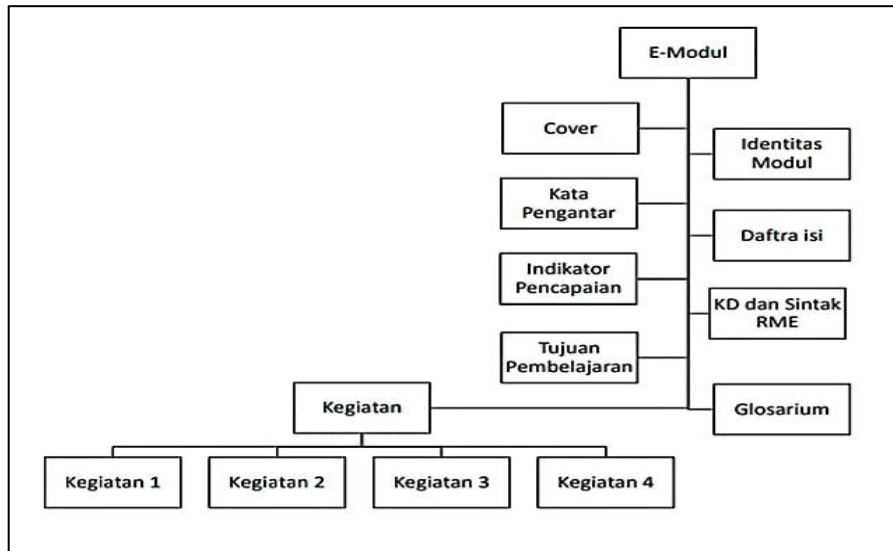 E-Modul
Cover
Identitas
Modul
Kata
Pengantar
Daftra isi
Indikator
Pencapaian
KD dan Sintak
RME
Tujuan
Pembelajaran
Kegiatan
Glosarium
Kegiatan 1
Kegiatan 2
Kegiatan 3
Kegiatan 4